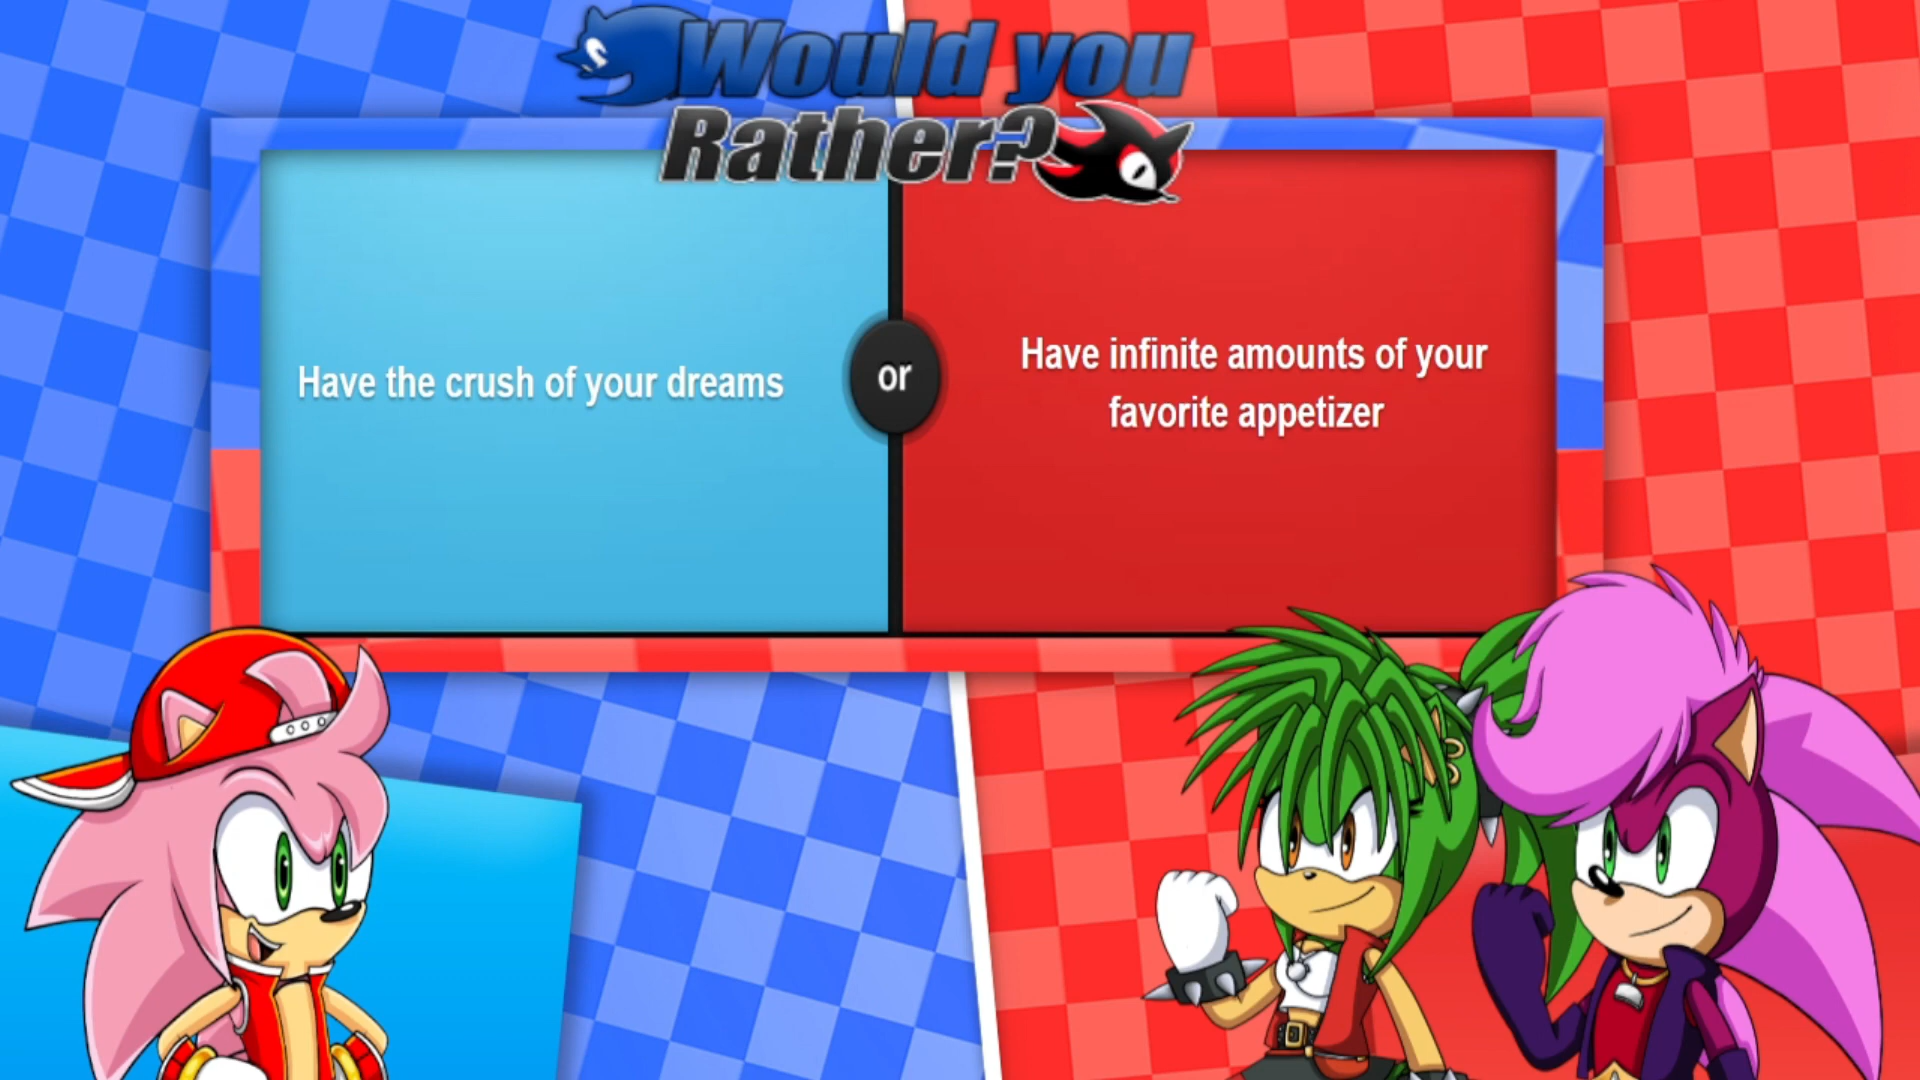 Would you
Rather?
Have the crush of your dreams
or
Have infinite amounts of your
favorite appetizer